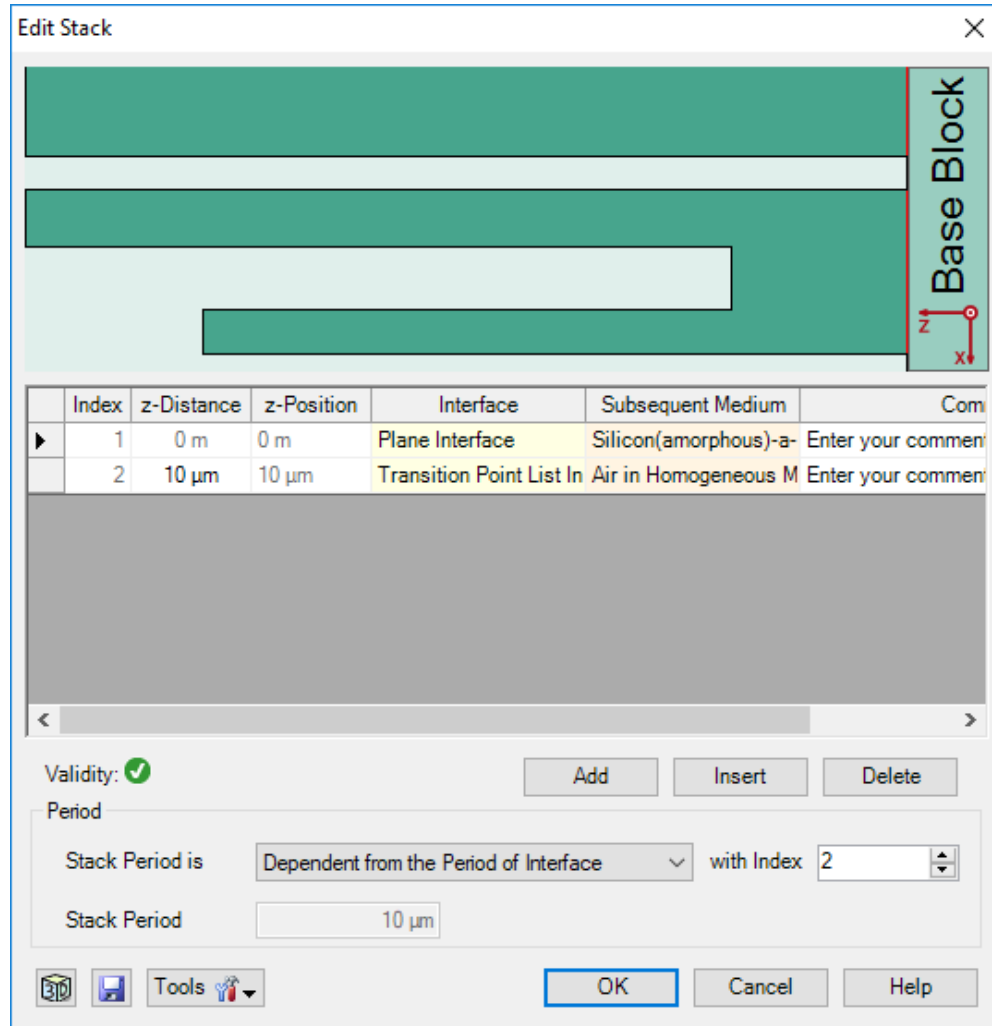 Edit Stack
Base Block
z
x
Index z-Distance z-Position Interface Subsequent Medium Com
1 0 m 0 m Plane Interface Silicon(amorphous)-a- Enter your comment
2 10 µm 10 µm Transition Point List In Air in Homogeneous M Enter your comment
Validity: Add Insert Delete
Period
Stack Period is Dependent from the Period of Interface with Index 2
Stack Period 10 µm
3D Tools OK Cancel Help